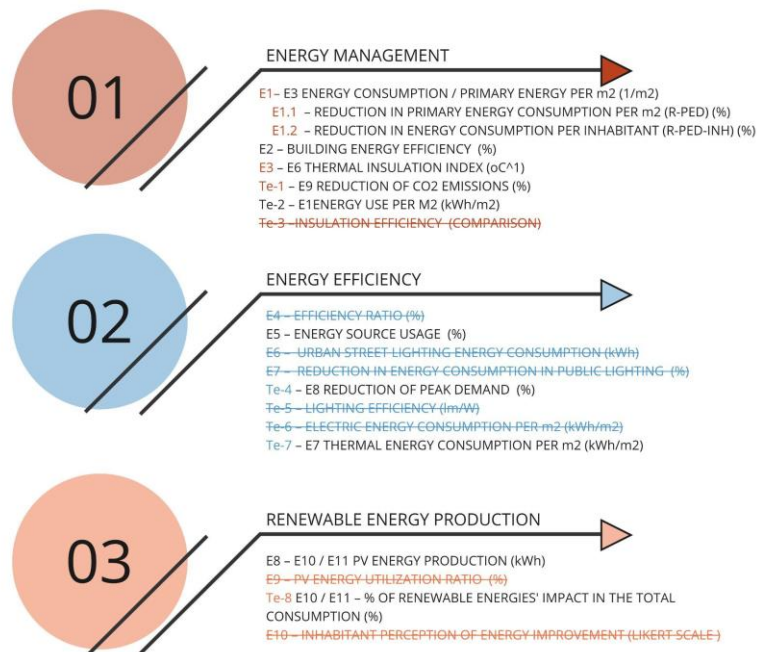 01
ENERGY MANAGEMENT
E1– E3 ENERGY CONSUMPTION / PRIMARY ENERGY PER m2 (1/m2)
E1.1 – REDUCTION IN PRIMARY ENERGY CONSUMPTION PER m2 (R-PED) (%)
E1.2 – REDUCTION IN ENERGY CONSUMPTION PER INHABITANT (R-PED-INH) (%)
E2 – BUILDING ENERGY EFFICIENCY (%)
E3 – E6 THERMAL INSULATION INDEX (oC^1)
Te-1 – E9 REDUCTION OF CO2 EMISSIONS (%)
Te-2 – E1ENERGY USE PER M2 (kWh/m2)
Te-3 –INSULATION EFFICIENCY (COMPARISON)
02
ENERGY EFFICIENCY
E4 – EFFICIENCY RATIO (%)
E5 – ENERGY SOURCE USAGE (%)
E6 – URBAN STREET LIGHTING ENERGY CONSUMPTION (kWh)
E7 – REDUCTION IN ENERGY CONSUMPTION IN PUBLIC LIGHTING (%)
Te-4 – E8 REDUCTION OF PEAK DEMAND (%)
Te-5 – LIGHTING EFFICIENCY (lm/W)
Te-6 – ELECTRIC ENERGY CONSUMPTION PER m2 (kWh/m2)
Te-7 – E7 THERMAL ENERGY CONSUMPTION PER m2 (kWh/m2)
03
RENEWABLE ENERGY PRODUCTION
E8 – E10 / E11 PV ENERGY PRODUCTION (kWh)
E9 – PV ENERGY UTILIZATION RATIO (%)
Te-8 E10 / E11 – % OF RENEWABLE ENERGIES' IMPACT IN THE TOTAL
CONSUMPTION (%)
E10 – INHABITANT PERCEPTION OF ENERGY IMPROVEMENT (LIKERT SCALE )